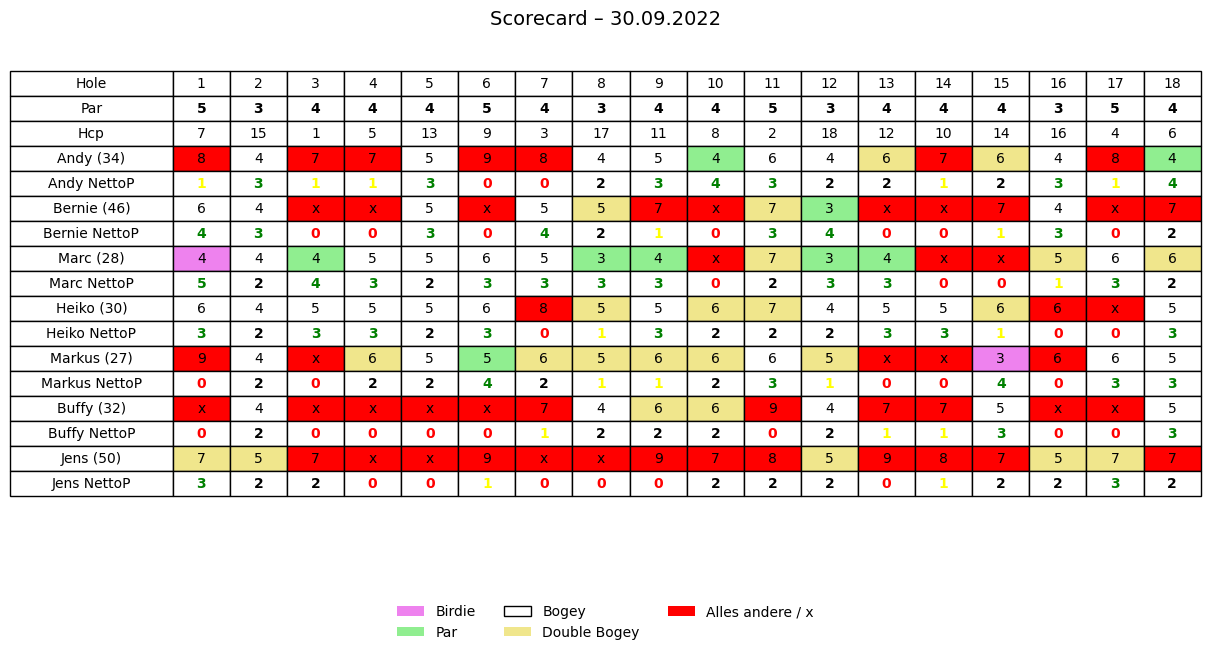 Scorecard – 30.09.2022
Hole 1 2 3 4 5 6 7 8 9 10 11 12 13 14 15 16 17 18
Par 5 3 4 4 4 5 4 3 4 4 5 3 4 4 4 3 5 4
Hcp 7 15 1 5 13 9 3 17 11 8 2 18 12 10 14 16 4 6
Andy (34) 8 4 7 7 5 9 8 4 5 4 6 4 6 7 6 4 8 4
Andy NettoP 1 3 1 1 3 0 0 2 3 4 3 2 2 1 2 3 1 4
Bernie (46) 6 4 x x 5 x 5 5 7 x 7 3 x x 7 4 x 7
Bernie NettoP 4 3 0 0 3 0 4 2 1 0 3 4 0 0 1 3 0 2
Marc (28) 4 4 4 5 5 6 5 3 4 x 7 3 4 x x 5 6 6
Marc NettoP 5 2 4 3 2 3 3 3 3 0 2 3 3 0 0 1 3 2
Heiko (30) 6 4 5 5 5 6 8 5 5 6 7 4 5 5 6 6 x 5
Heiko NettoP 3 2 3 3 2 3 0 1 3 2 2 2 3 3 1 0 0 3
Markus (27) 9 4 x 6 5 5 6 5 6 6 6 5 x x 3 6 6 5
Markus NettoP 0 2 0 2 2 4 2 1 1 2 3 1 0 0 4 0 3 3
Buffy (32) x 4 x x x x 7 4 6 6 9 4 7 7 5 x x 5
Buffy NettoP 0 2 0 0 0 0 1 2 2 2 0 2 1 1 3 0 0 3
Jens (50) 7 5 7 x x 9 x x 9 7 8 5 9 8 7 5 7 7
Jens NettoP 3 2 2 0 0 1 0 0 0 2 2 2 0 1 2 2 3 2
Birdie Bogey Alles andere / x
Par Double Bogey